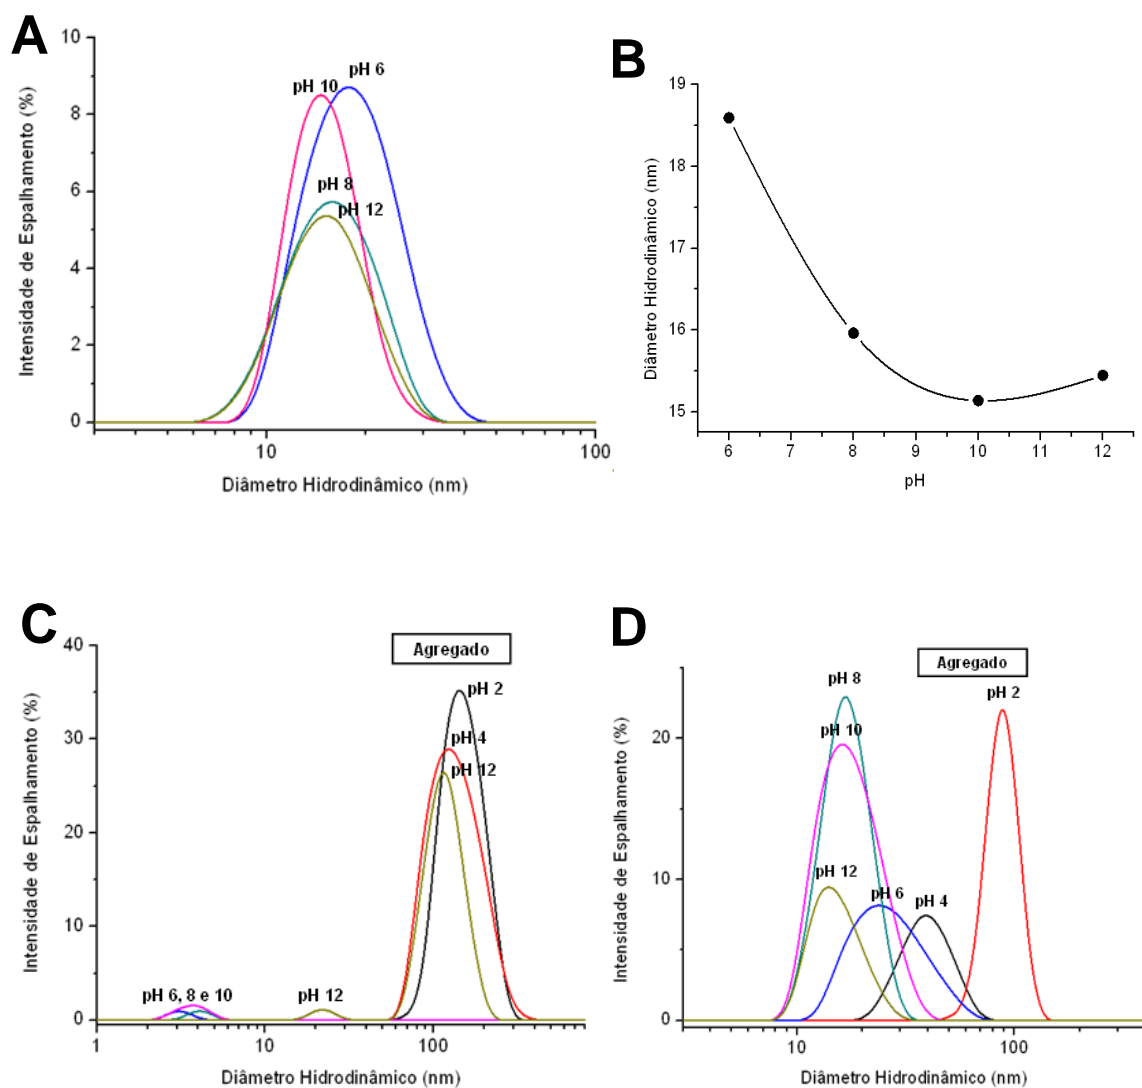 A
10
8
6
4
2
0
Intensidade de Espalhamento (%)
pH 10
pH 6
pH 8
pH 12
10
100
Diâmetro Hidrodinâmico (nm)
B
19
18
17
16
15
Diâmetro Hidrodinâmico (nm)
6 7 8 9 10 11 12
pH
C
40
30
20
10
0
Intensidade de Espalhamento (%)
Agregado
pH 2
pH 4
pH 12
pH 6, 8 e 10
pH 12
1 10 100
Diâmetro Hidrodinâmico (nm)
D
20
10
0
Intensidade de Espalhamento (%)
Agregado
pH 8
pH 2
pH 10
pH 12
pH 6
pH 4
10 100
Diâmetro Hidrodinâmico (nm)